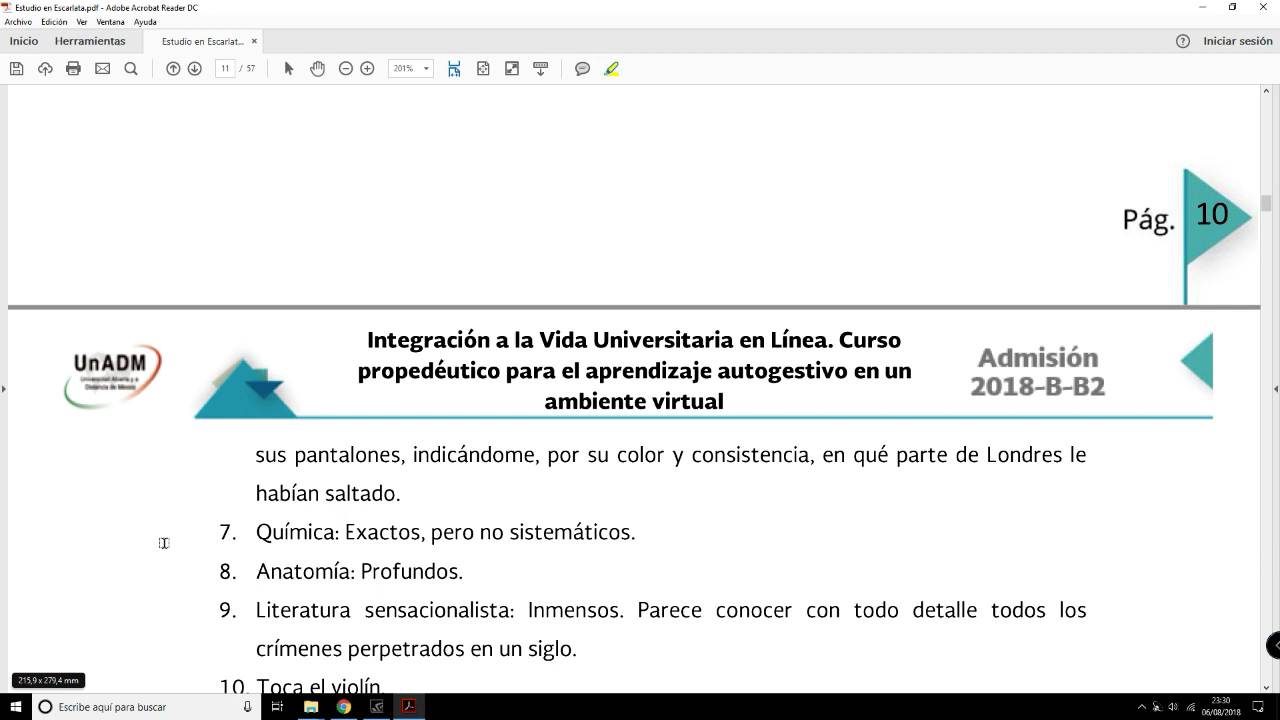 Estudio en Escarlata.pdf - Adobe Acrobat Reader DC
Archivo Edición Ver Ventana Ayuda
Inicio Herramientas Estudio en Escarlat... × Iniciar sesión
11 / 57 201%
Pág. 10
UnADM
Universidad Abierta y a
Distancia de México
Integración a la Vida Universitaria en Línea. Curso
propedéutico para el aprendizaje autogestivo en un
ambiente virtual
Admisión
2018-B-B2
sus pantalones, indicándome, por su color y consistencia, en qué parte de Londres le
habían saltado.
7. Química: Exactos, pero no sistemáticos.
8. Anatomía: Profundos.
9. Literatura sensacionalista: Inmensos. Parece conocer con todo detalle todos los
crímenes perpetrados en un siglo.
10. Toca el violín.
215,9 x 279,4 mm
Escribe aquí para buscar
23:30
06/08/2018